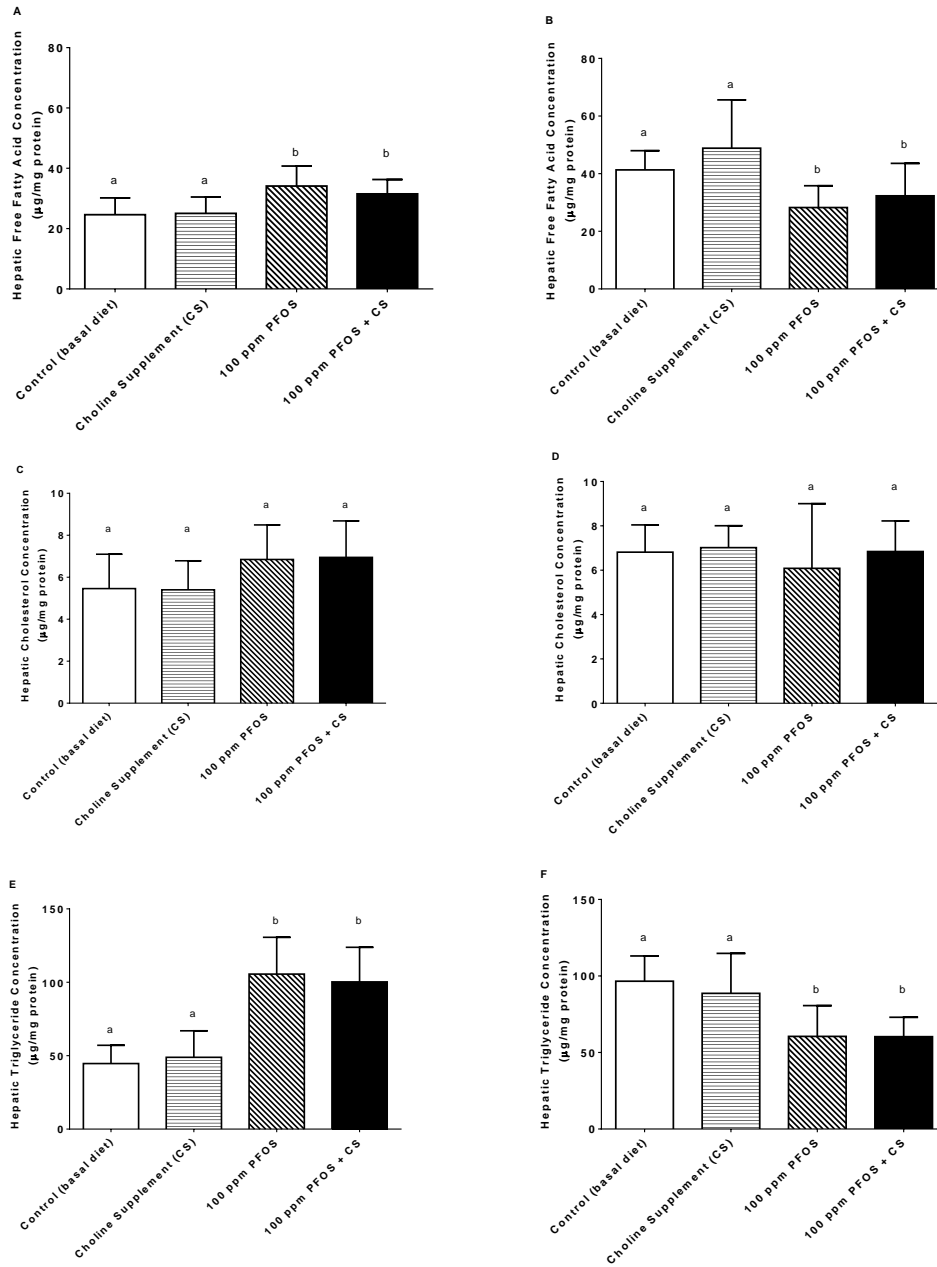 A
Hepatic Free Fatty Acid Concentration
(µg/mg protein)
80
60
40
20
0
a
a
b
b
Control (basal diet)
Choline Supplement (CS)
100 ppm PFOS
100 ppm PFOS + CS
B
Hepatic Free Fatty Acid Concentration
(µg/mg protein)
80
60
40
20
0
a
a
b
b
Control (basal diet)
Choline Supplement (CS)
100 ppm PFOS
100 ppm PFOS + CS
C
Hepatic Cholesterol Concentration
(µg/mg protein)
10
8
6
4
2
0
a
a
a
a
Control (basal diet)
Choline Supplement (CS)
100 ppm PFOS
100 ppm PFOS + CS
D
Hepatic Cholesterol Concentration
(µg/mg protein)
10
8
6
4
2
0
a
a
a
a
Control (basal diet)
Choline Supplement (CS)
100 ppm PFOS
100 ppm PFOS + CS
E
Hepatic Triglyceride Concentration
(µg/mg protein)
150
100
50
0
a
a
b
b
Control (basal diet)
Choline Supplement (CS)
100 ppm PFOS
100 ppm PFOS + CS
F
Hepatic Triglyceride Concentration
(µg/mg protein)
150
100
50
0
a
a
b
b
Control (basal diet)
Choline Supplement (CS)
100 ppm PFOS
100 ppm PFOS + CS